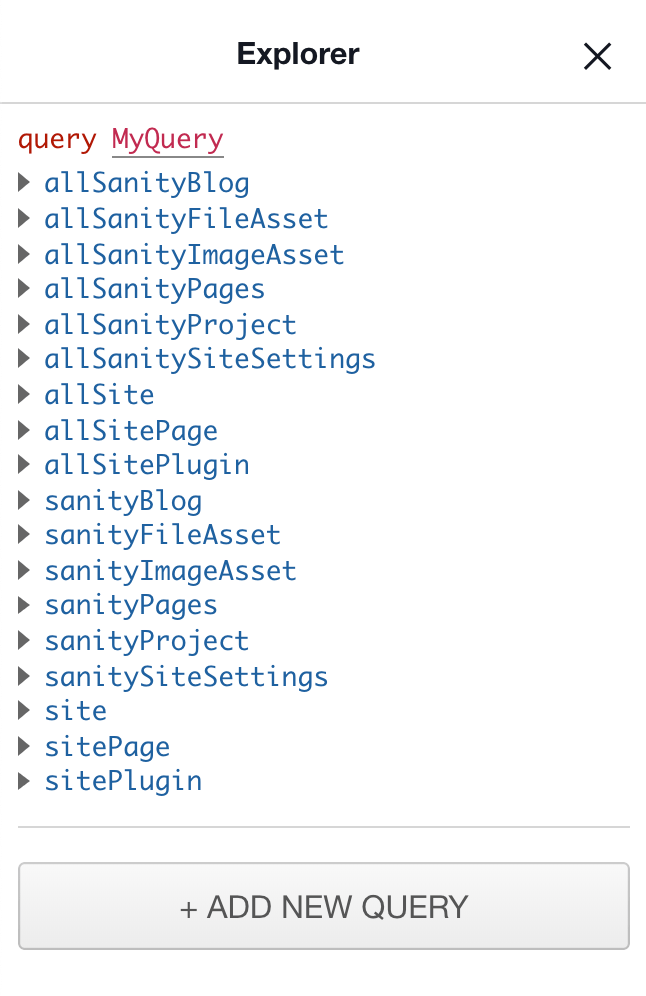 Explorer
query MyQuery
allSanityBlog
allSanityFileAsset
allSanityImageAsset
allSanityPages
allSanityProject
allSanitySiteSettings
allSite
allSitePage
allSitePlugin
sanityBlog
sanityFileAsset
sanityImageAsset
sanityPages
sanityProject
sanitySiteSettings
site
sitePage
sitePlugin
+ ADD NEW QUERY